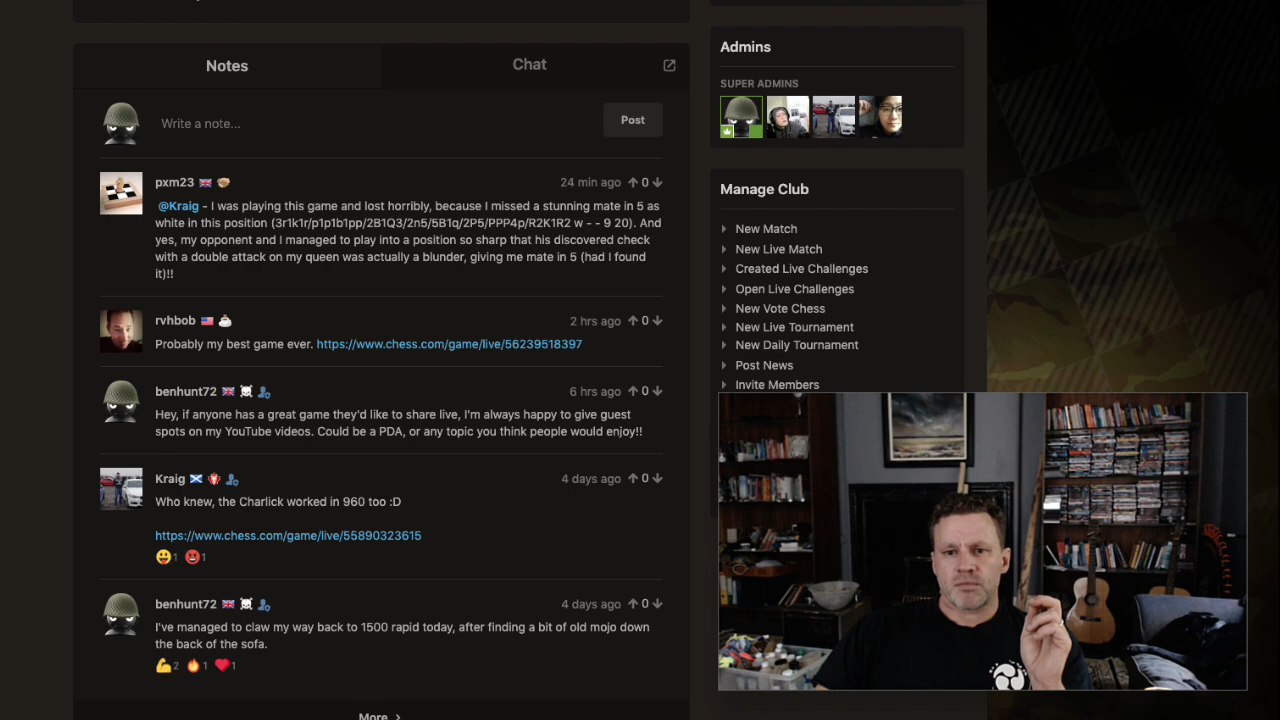 Notes
Chat
Write a note...
Post
pxm23
24 min ago 0
@Kraig - I was playing this game and lost horribly, because I missed a stunning mate in 5 as
white in this position (3r1k1r/p1p1b1pp/2B1Q3/2n5/5B1q/2P5/PPP4p/R2K1R2 w - - 9 20). And
yes, my opponent and I managed to play into a position so sharp that his discovered check
with a double attack on my queen was actually a blunder, giving me mate in 5 (had I found
it)!!
rvhbob
2 hrs ago 0
Probably my best game ever. https://www.chess.com/game/live/56239518397
benhunt72
6 hrs ago 0
Hey, if anyone has a great game they'd like to share live, I'm always happy to give guest
spots on my YouTube videos. Could be a PDA, or any topic you think people would enjoy!!
Kraig
4 days ago 0
Who knew, the Charlick worked in 960 too :D
https://www.chess.com/game/live/55890323615
1 1
benhunt72
4 days ago 0
I've managed to claw my way back to 1500 rapid today, after finding a bit of old mojo down
the back of the sofa.
2 1 1
More
Admins
SUPER ADMINS
Manage Club
New Match
New Live Match
Created Live Challenges
Open Live Challenges
New Vote Chess
New Live Tournament
New Daily Tournament
Post News
Invite Members